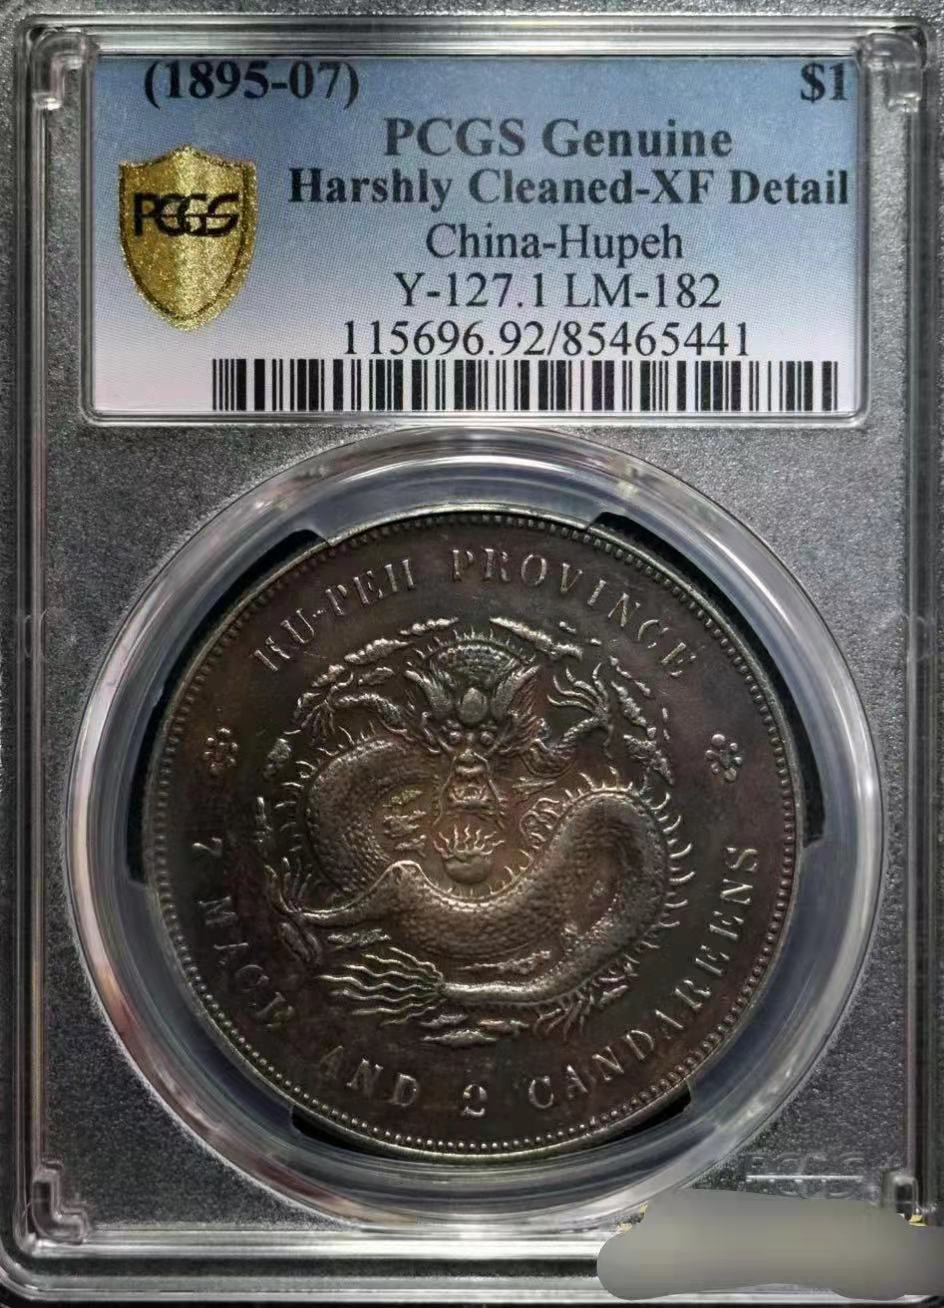 (1895-07) $1
PCGS Genuine
Harshly Cleaned-XF Detail
China-Hupeh
Y-127.1 LM-182
115696.92/85465441
PCGS
HU-PEH PROVINCE
7 MACE AND 2 CANDAREENS
PCGS